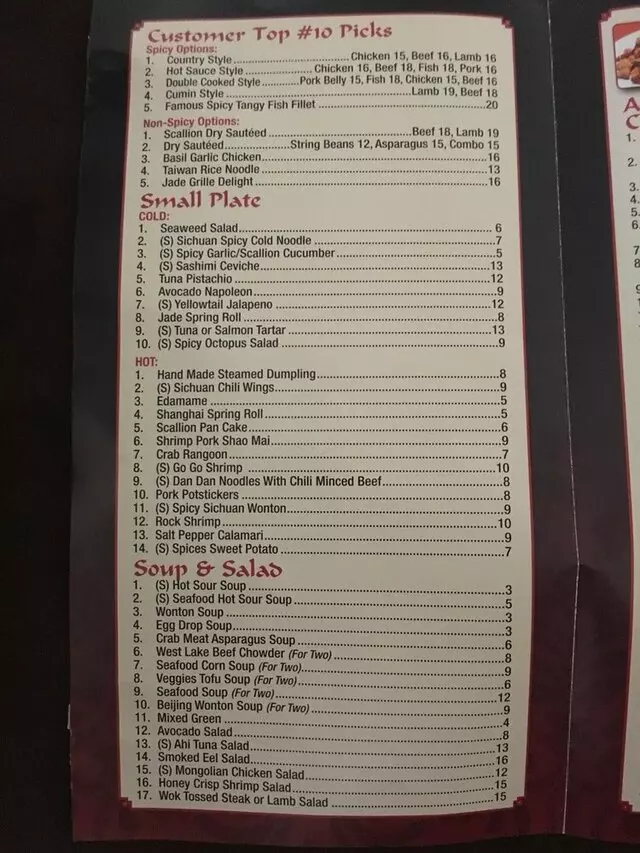 Customer Top #10 Picks
Spicy Options:
1. Country Style Chicken 15, Beef 16, Lamb 16
2. Hot Sauce Style Chicken 16, Beef 18, Fish 18, Pork 16
3. Double Cooked Style Pork Belly 15, Fish 18, Chicken 15, Beef 16
4. Cumin Style Lamb 19, Beef 18
5. Famous Spicy Tangy Fish Fillet 20
Non-Spicy Options:
1. Scallion Dry Sautéed Beef 18, Lamb 19
2. Dry Sautéed String Beans 12, Asparagus 15, Combo 15
3. Basil Garlic Chicken 16
4. Taiwan Rice Noodle 13
5. Jade Grille Delight 16
Small Plate
COLD:
1. Seaweed Salad 6
2. (S) Sichuan Spicy Cold Noodle 7
3. (S) Spicy Garlic/Scallion Cucumber 5
4. (S) Sashimi Ceviche 13
5. Tuna Pistachio 12
6. Avocado Napoleon 9
7. (S) Yellowtail Jalapeno 12
8. Jade Spring Roll 8
9. (S) Tuna or Salmon Tartar 13
10. (S) Spicy Octopus Salad 9
HOT:
1. Hand Made Steamed Dumpling 8
2. (S) Sichuan Chili Wings 9
3. Edamame 5
4. Shanghai Spring Roll 5
5. Scallion Pan Cake 6
6. Shrimp Pork Shao Mai 9
7. Crab Rangoon 7
8. (S) Go Go Shrimp 10
9. (S) Dan Dan Noodles With Chili Minced Beef 8
10. Pork Potstickers 8
11. (S) Spicy Sichuan Wonton 9
12. Rock Shrimp 10
13. Salt Pepper Calamari 9
14. (S) Spices Sweet Potato 7
Soup & Salad
1. (S) Hot Sour Soup 3
2. (S) Seafood Hot Sour Soup 5
3. Wonton Soup 3
4. Egg Drop Soup 3
5. Crab Meat Asparagus Soup 6
6. West Lake Beef Chowder (For Two) 8
7. Seafood Corn Soup (For Two) 9
8. Veggies Tofu Soup (For Two) 6
9. Seafood Soup (For Two) 12
10. Beijing Wonton Soup (For Two) 9
11. Mixed Green 4
12. Avocado Salad 8
13. (S) Ahi Tuna Salad 13
14. Smoked Eel Salad 16
15. (S) Mongolian Chicken Salad 12
16. Honey Crisp Shrimp Salad 15
17. Wok Tossed Steak or Lamb Salad 15
A
C
1.
2.
3.
4.
5.
6.
7
8